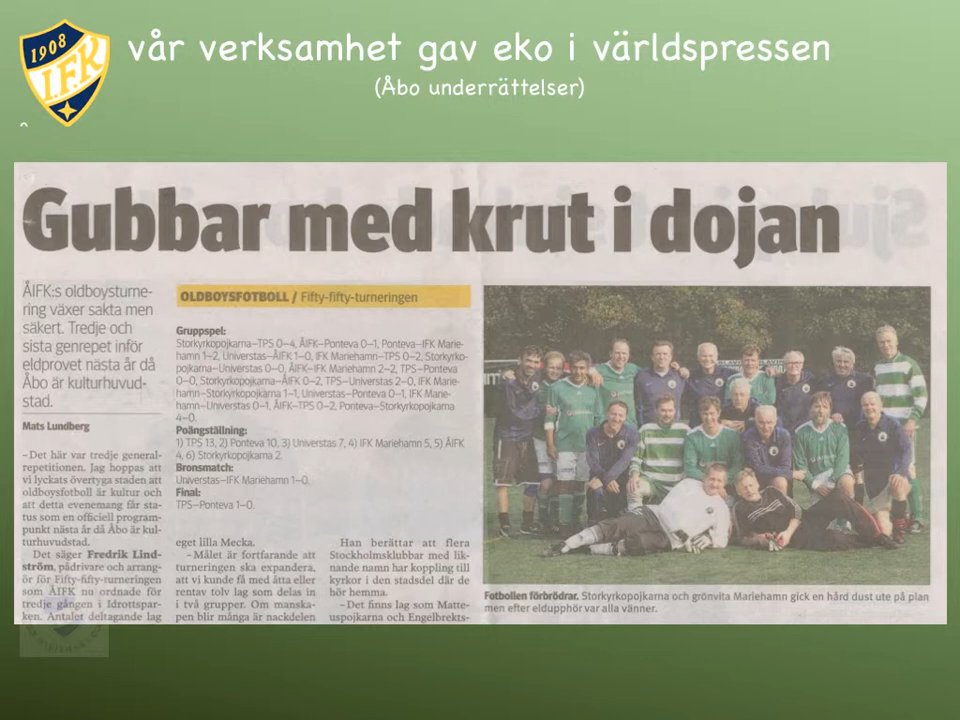 1908
I.F.K
vår verksamhet gav eko i världspressen
(Åbo underrättelser)
Gubbar med krut i dojan
ÅIFK:s oldboysturne-
ring växer sakta men
säkert. Tredje och
sista genrepet inför
eldprovet nästa år då
Åbo är kulturhuvud-
stad.
Mats Lundberg
–Det här var tredje general-
repetitionen. Jag hoppas att
vi lyckats övertyga staden att
oldboysfotboll är kultur och
att detta evenemang får sta-
tus som en officiell program-
punkt nästa år då Åbo är kul-
turhuvudstad.
Det säger Fredrik Lind-
ström, pådrivare och arrang-
ör för Fifty-fifty-turneringen
som ÅIFK nu ordnade för
tredje gången i Idrottspar-
ken. Antalet deltagande lag
OLDBOYSFOTBOLL / Fifty-fifty-turneringen
Gruppspel:
Storkyrkopojkarna–TPS 0–4, ÅIFK–Ponteva 0–1, Ponteva–IFK Marie-
hamn 1–2, Universtas–ÅIFK 1–0, IFK Mariehamn–TPS 0–2, Storkyrko-
pojkarna–Universtas 0–0, ÅIFK–Mariehamn 2–2, TPS–Ponteva
0–0, Storkyrkopojkarna–ÅIFK 0–2, TPS–Universtas 2–0, IFK Marie-
hamn–Storkyrkopojkarna 1–1, Universtas–Ponteva 0–1, IFK Marie-
hamn–Universtas 0–1, ÅIFK–TPS 0–2, Ponteva–Storkyrkopojkarna
4–0.
Poängställning:
1) TPS 13, 2) Ponteva 10, 3) Universtas 7, 4) IFK Mariehamn 5, 5) ÅIFK
4, 6) Storkyrkopojkarna 2.
Bronsmatch:
Universtas–IFK Mariehamn 1–0.
Final:
TPS–Ponteva 1–0.
eget lilla Mecka.
–Målet är fortfarande att
turneringen ska expandera,
att vi kunde få med åtta eller
rentav tolv lag som delas in
i två grupper. Om manska-
pen blir många är nackdelen
Han berättar att flera
Stockholmsklubbar med lik-
nande namn har koppling till
kyrkor i den stadsdel där de
hör hemma.
–Det finns lag som Matte-
uspojkarna och Engelbrekts-
Fotbollen förbrödrar. Storkyrkopojkarna och grönvita Mariehamn gick en hård dust ute på plan
men efter eldupphör var alla vänner.